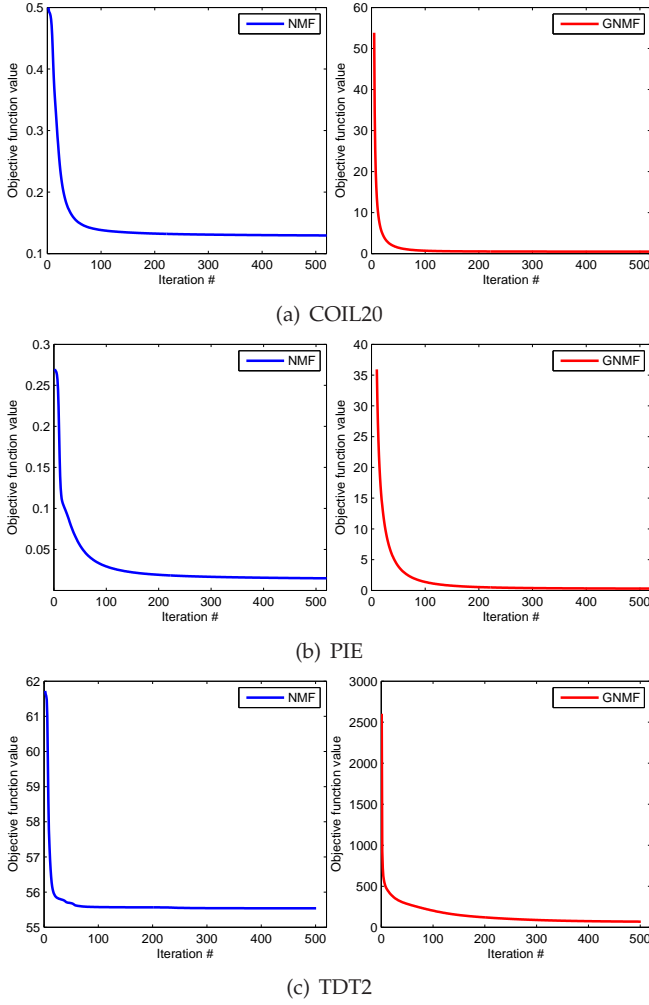 0.5
0.4
0.3
0.2
0.1
0 100 200 300 400 500
Objective function value
Iteration #
NMF
60
50
40
30
20
10
0
0 100 200 300 400 500
Objective function value
Iteration #
GNMF
(a) COIL20
0.3
0.25
0.2
0.15
0.1
0.05
0 100 200 300 400 500
Objective function value
Iteration #
NMF
40
35
30
25
20
15
10
5
0
0 100 200 300 400 500
Objective function value
Iteration #
GNMF
(b) PIE
62
61
60
59
58
57
56
55
0 100 200 300 400 500
Objective function value
Iteration #
NMF
3000
2500
2000
1500
1000
500
0
0 100 200 300 400 500
Objective function value
Iteration #
GNMF
(c) TDT2